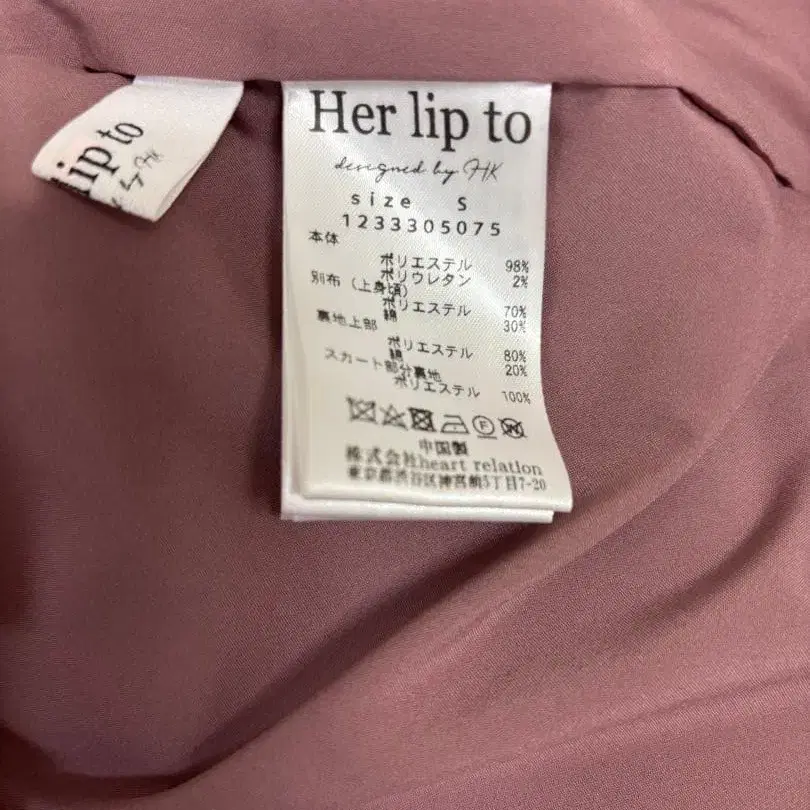 lip to
by HK
Her lip to
designed by HK
size S
1233305075
本体
ポリエステル 98%
ポリウレタン 2%
別布（上身頃）
ポリエステル 70%
綿 30%
裏地上部
ポリエステル 80%
綿 20%
スカート部分裏地
ポリエステル 100%
中国製
株式会社heart relation
東京都渋谷区神宮前5丁目7-20